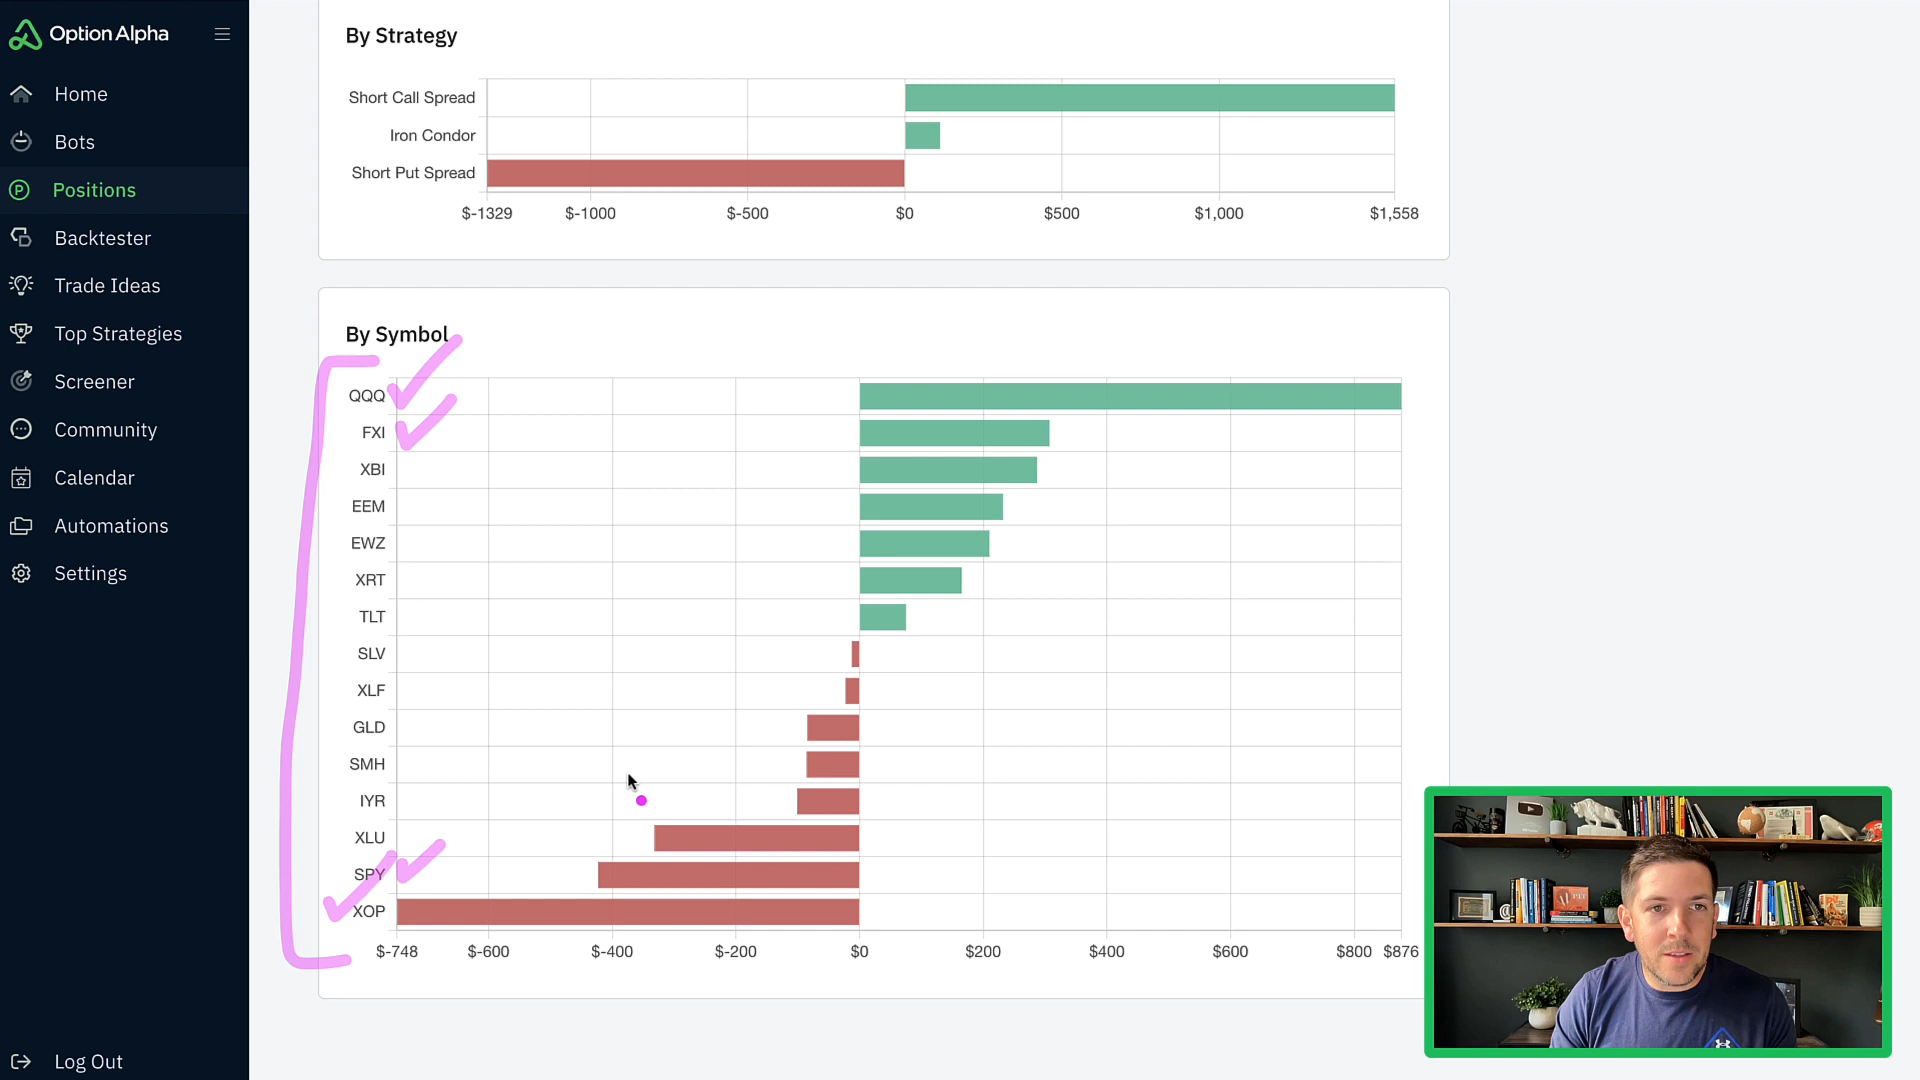 Option Alpha
Home
Bots
Positions
Backtester
Trade Ideas
Top Strategies
Screener
Community
Calendar
Automations
Settings
Log Out
By Strategy
Short Call Spread
Iron Condor
Short Put Spread
$-1329 $-1000 $-500 $0 $500 $1,000 $1,558
By Symbol
QQQ
FXI
XBI
EEM
EWZ
XRT
TLT
SLV
XLF
GLD
SMH
IYR
XLU
SPY
XOP
$-748 $-600 $-400 $-200 $0 $200 $400 $600 $800 $876